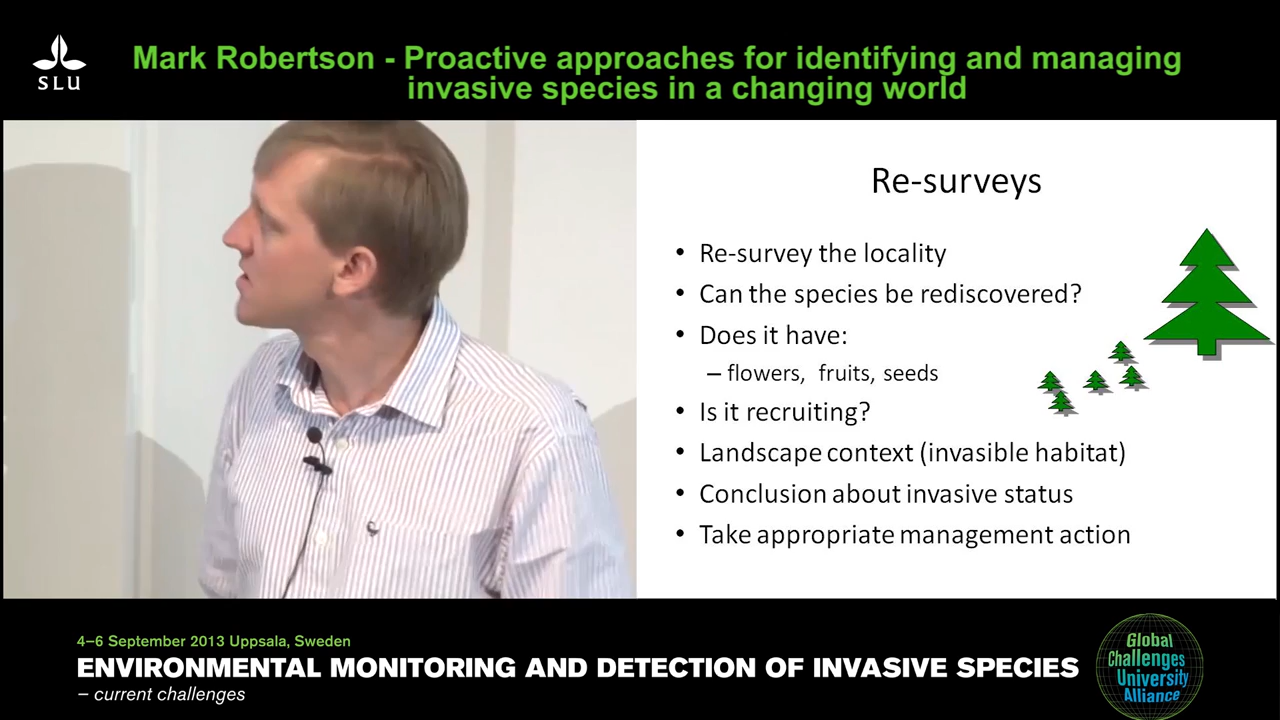 SLU
Mark Robertson - Proactive approaches for identifying and managing
invasive species in a changing world
Re-surveys
• Re-survey the locality
• Can the species be rediscovered?
• Does it have:
– flowers, fruits, seeds
• Is it recruiting?
• Landscape context (invasible habitat)
• Conclusion about invasive status
• Take appropriate management action
4–6 September 2013 Uppsala, Sweden
ENVIRONMENTAL MONITORING AND DETECTION OF INVASIVE SPECIES
– current challenges
Global
Challenges
University
Alliance